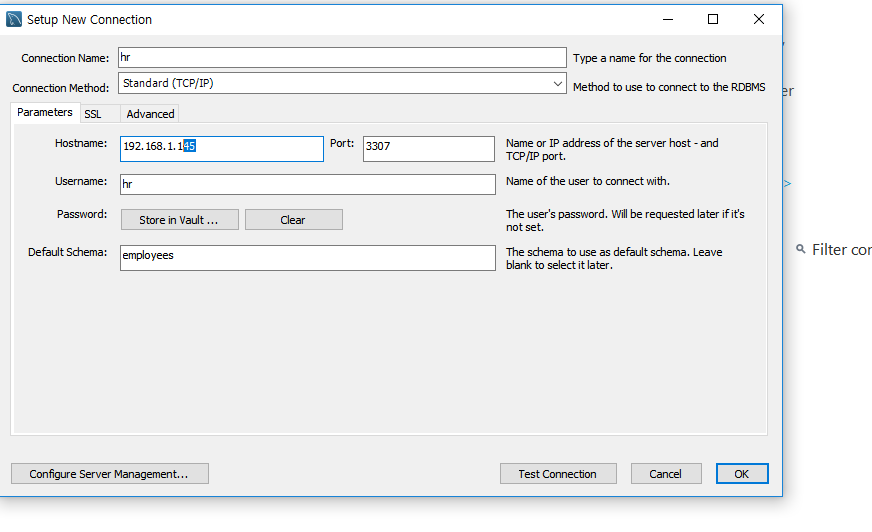 Setup New Connection
Connection Name: hr Type a name for the connection
Connection Method: Standard (TCP/IP) Method to use to connect to the RDBMS
Parameters SSL Advanced
Hostname: 192.168.1.145 Port: 3307 Name or IP address of the server host - and
TCP/IP port.
Username: hr Name of the user to connect with.
Password: Store in Vault ... Clear The user's password. Will be requested later if it's
not set.
Default Schema: employees The schema to use as default schema. Leave
blank to select it later.
Configure Server Management... Test Connection Cancel OK
er
>
Filter cor